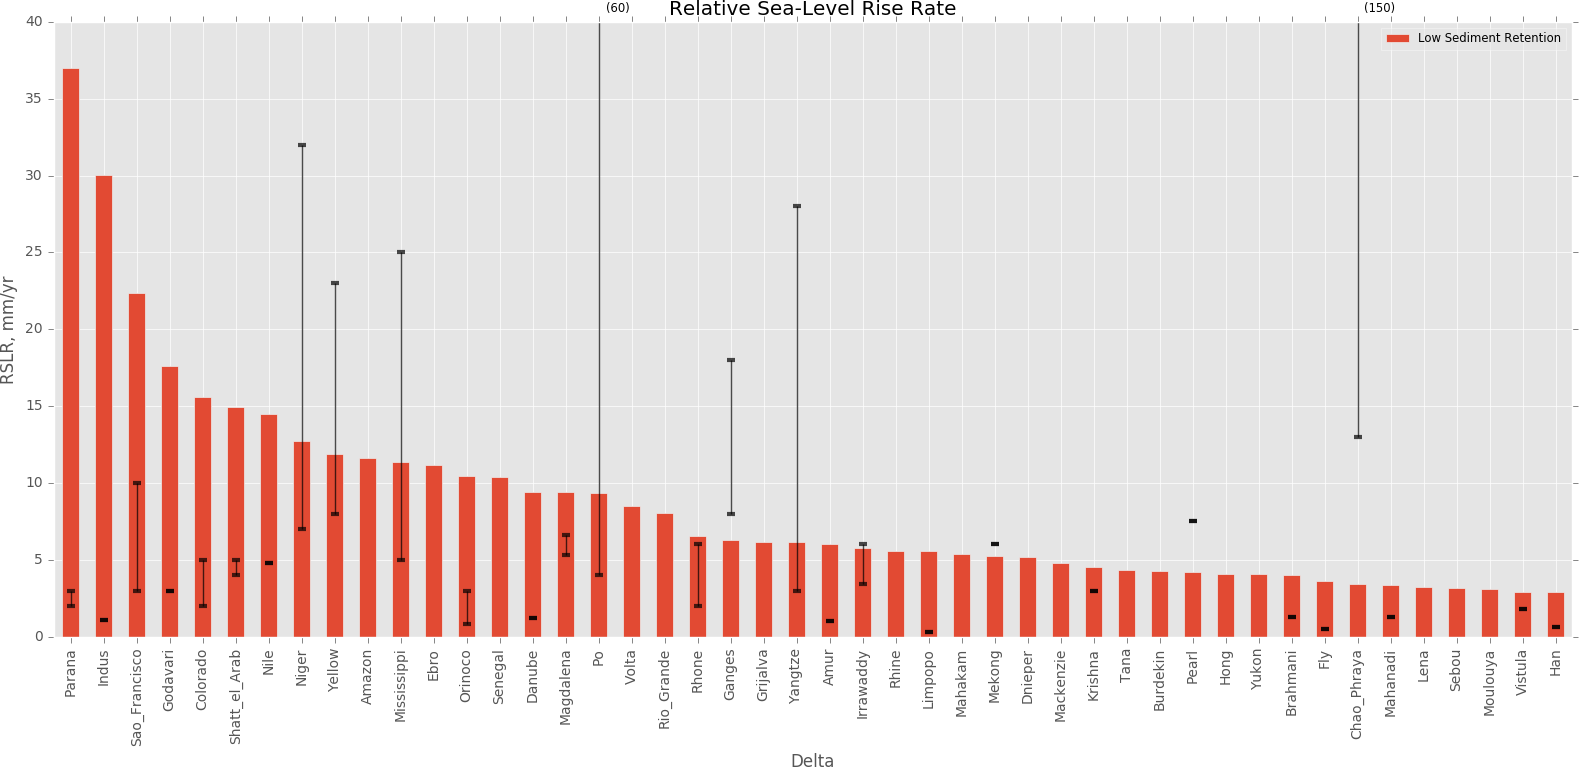 (60)
Relative Sea-Level Rise Rate
(150)
Low Sediment Retention
RSLR, mm/yr
40
35
30
25
20
15
10
5
0
Parana
Indus
Sao_Francisco
Godavari
Colorado
Shatt_el_Arab
Nile
Niger
Yellow
Amazon
Mississippi
Ebro
Orinoco
Senegal
Danube
Magdalena
Po
Volta
Rio_Grande
Rhone
Ganges
Grijalva
Yangtze
Amur
Irrawaddy
Rhine
Limpopo
Mahakam
Mekong
Dnieper
Mackenzie
Krishna
Tana
Burdekin
Pearl
Hong
Yukon
Brahmani
Fly
Chao_Phraya
Mahanadi
Lena
Sebou
Moulouya
Vistula
Han
Delta